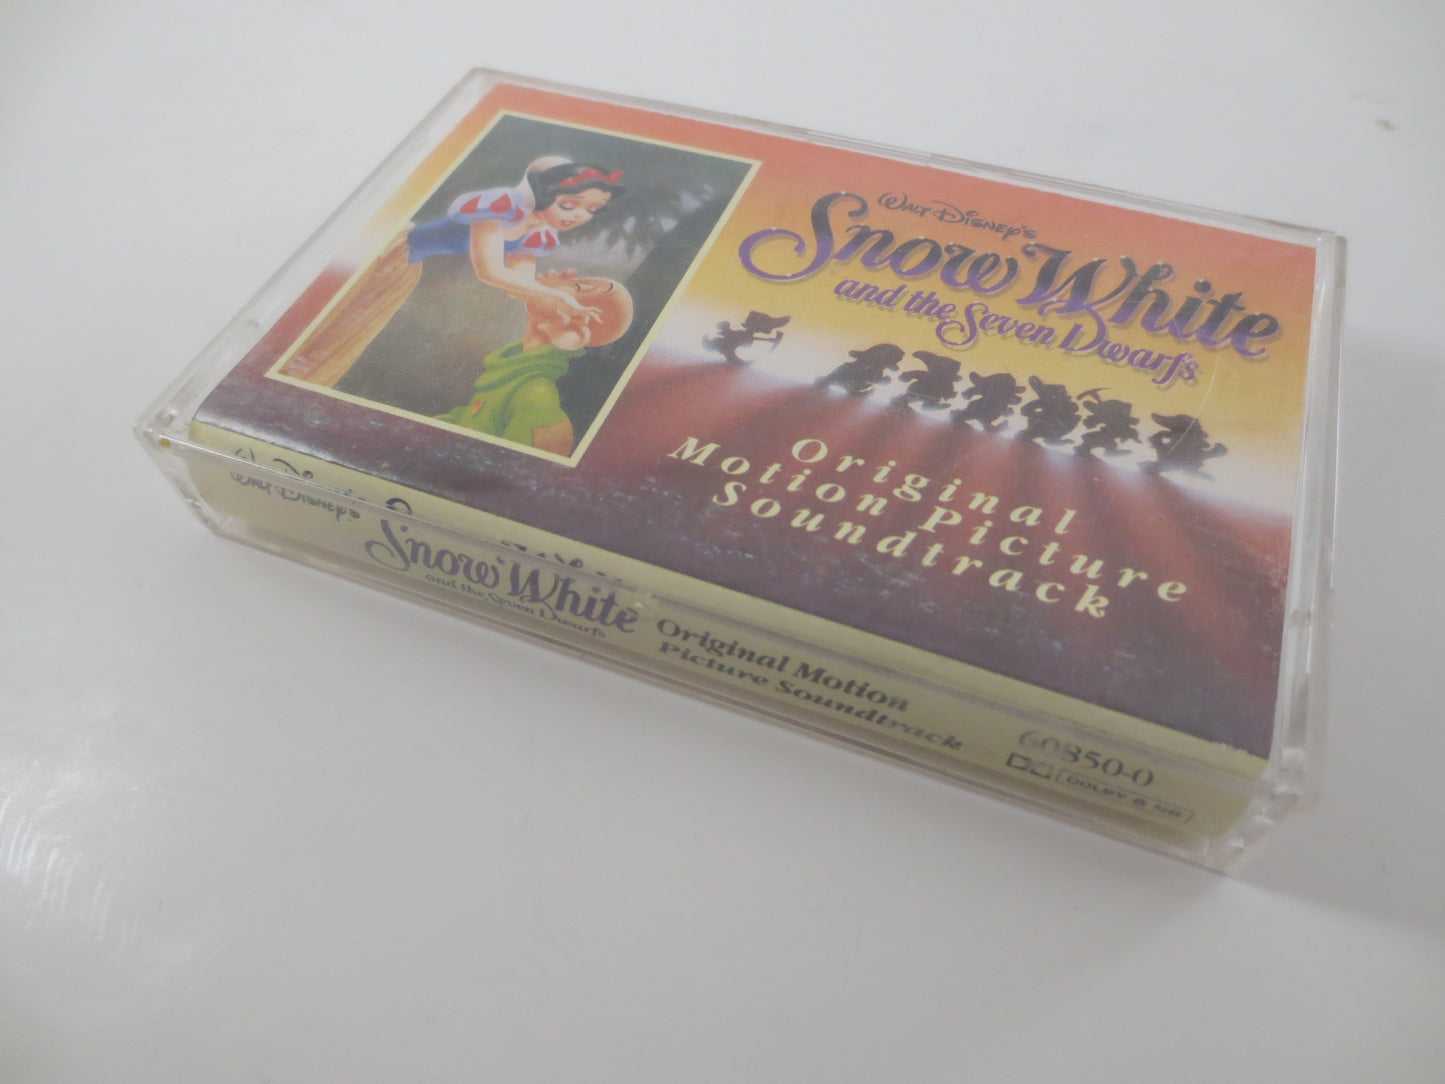 Walt Disney's
Snow White
and the Seven Dwarfs
Original
Motion Picture
Soundtrack
Walt Disney's
Snow White
and the Seven Dwarfs
Original Motion
Picture Soundtrack
60850-0
DOLBY B NR